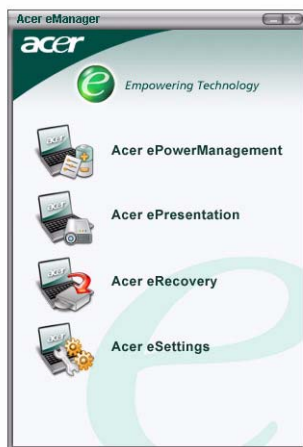 Acer eManager
acer
e Empowering Technology
Acer ePowerManagement
Acer ePresentation
Acer eRecovery
Acer eSettings